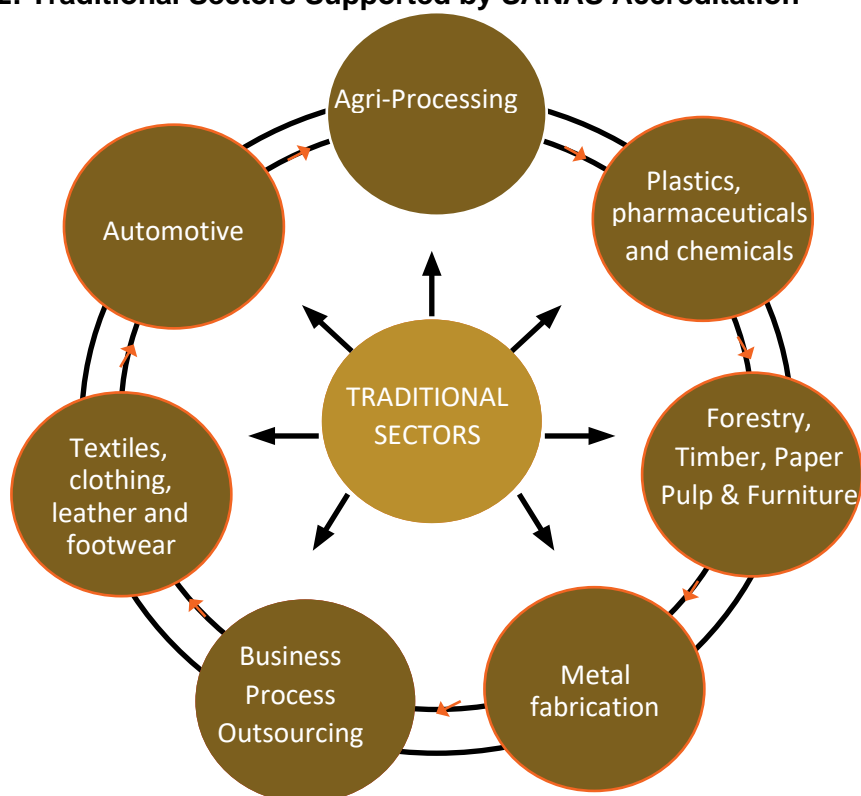 2. Traditional Sectors Supported by SANAS Accreditation
Agri-Processing
Plastics,
pharmaceuticals
and chemicals
Forestry,
Timber, Paper
Pulp & Furniture
Metal
fabrication
Business
Process
Outsourcing
Textiles,
clothing,
leather and
footwear
Automotive
TRADITIONAL
SECTORS